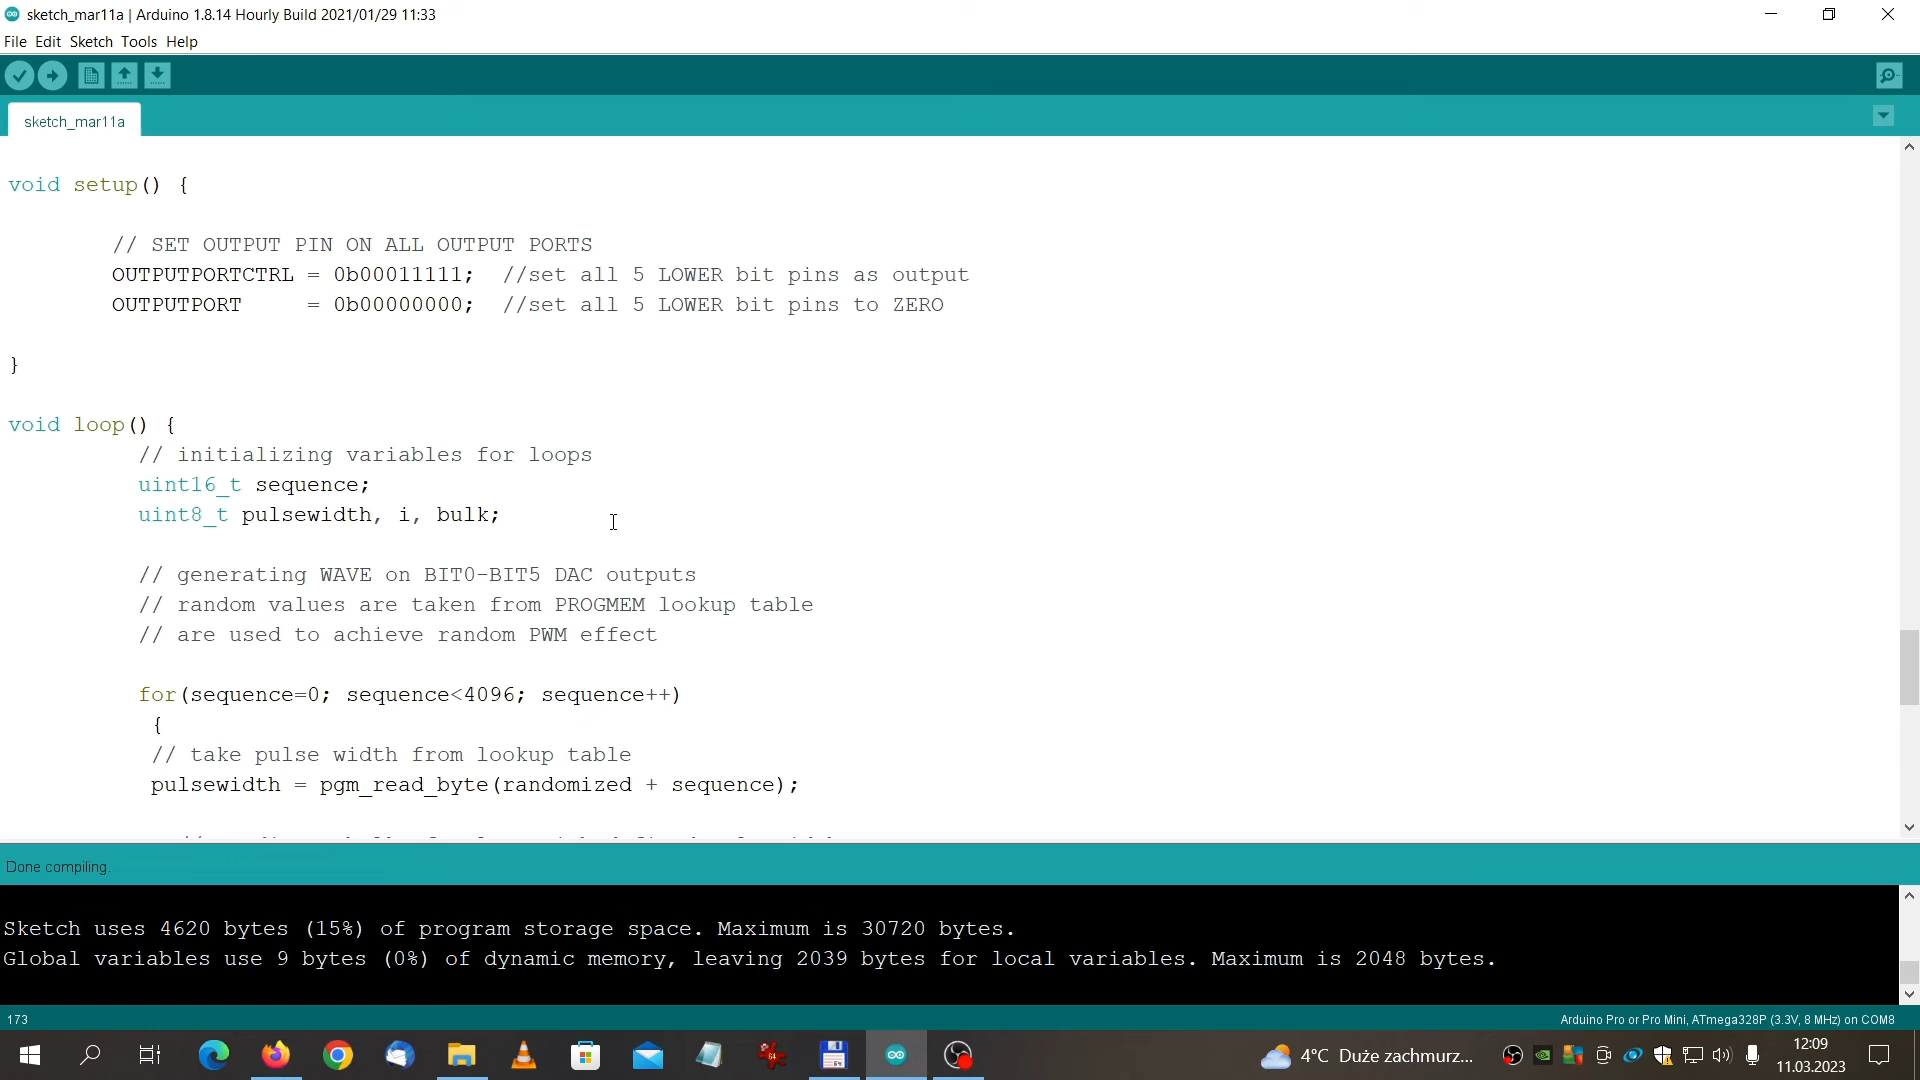 sketch_mar11a | Arduino 1.8.14 Hourly Build 2021/01/29 11:33
File Edit Sketch Tools Help
sketch_mar11a
void setup() {
// SET OUTPUT PIN ON ALL OUTPUT PORTS
OUTPUTPORTCTRL = 0b00011111; //set all 5 LOWER bit pins as output
OUTPUTPORT = 0b00000000; //set all 5 LOWER bit pins to ZERO
}
void loop() {
// initializing variables for loops
uint16_t sequence;
uint8_t pulsewidth, i, bulk;
// generating WAVE on BIT0-BIT5 DAC outputs
// random values are taken from PROGMEM lookup table
// are used to achieve random PWM effect
for(sequence=0; sequence<4096; sequence++)
{
// take pulse width from lookup table
pulsewidth = pgm_read_byte(randomized + sequence);
Done compiling.
Sketch uses 4620 bytes (15%) of program storage space. Maximum is 30720 bytes.
Global variables use 9 bytes (0%) of dynamic memory, leaving 2039 bytes for local variables. Maximum is 2048 bytes.
173
Arduino Pro or Pro Mini, ATmega328P (3.3V, 8 MHz) on COM8
64
4°C Duże zachmurz...
12:09
11.03.2023